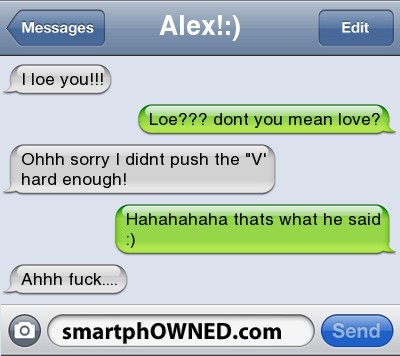 Messages
Alex!:)
Edit
I loe you!!!
Loe??? dont you mean love?
Ohhh sorry I didnt push the "V'
hard enough!
Hahahahaha thats what he said
:)
Ahhh fuck....
smartphOWNED.com
Send